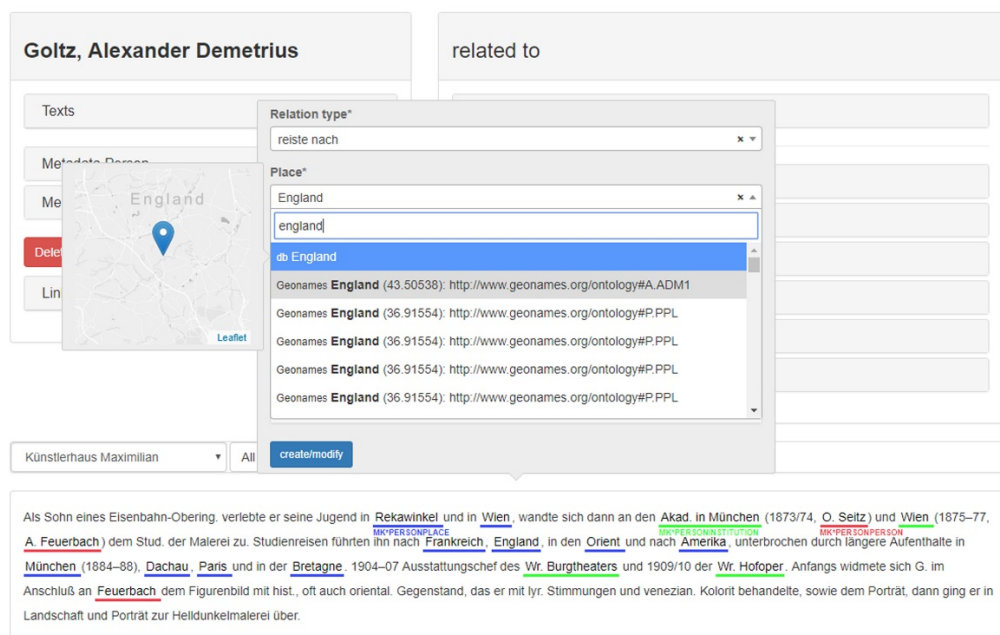 Goltz, Alexander Demetrius
related to
Texts
Relation type*
reiste nach
Metadata Person
Place*
England
Me
England
england
Delet
db England
Geonames England (43.50538): http://www.geonames.org/ontology#A.ADM1
Lin
Geonames England (36.91554): http://www.geonames.org/ontology#P.PPL
Leaflet
Geonames England (36.91554): http://www.geonames.org/ontology#P.PPL
Geonames England (36.91554): http://www.geonames.org/ontology#P.PPL
Geonames England (36.91554): http://www.geonames.org/ontology#P.PPL
Künstlerhaus Maximilian
All
create/modify
Als Sohn eines Eisenbahn-Obering. verlebte er seine Jugend in Rekawinkel und in Wien, wandte sich dann an den Akad. in München (1873/74, O. Seitz) und Wien (1875–77,
MK*PERSONPLACE MK*PERSONINSTITUTION MK*PERSONPERSON
A. Feuerbach) dem Stud. der Malerei zu. Studienreisen führten ihn nach Frankreich, England, in den Orient und nach Amerika, unterbrochen durch längere Aufenthalte in
München (1884–88), Dachau, Paris und in der Bretagne. 1904–07 Ausstattungschef des Wr. Burgtheaters und 1909/10 der Wr. Hofoper. Anfangs widmete sich G. im
Anschluß an Feuerbach dem Figurenbild mit hist., oft auch oriental. Gegenstand, das er mit lyr. Stimmungen und venezian. Kolorit behandelte, sowie dem Porträt, dann ging er in
Landschaft und Porträt zur Helldunkelmalerei über.